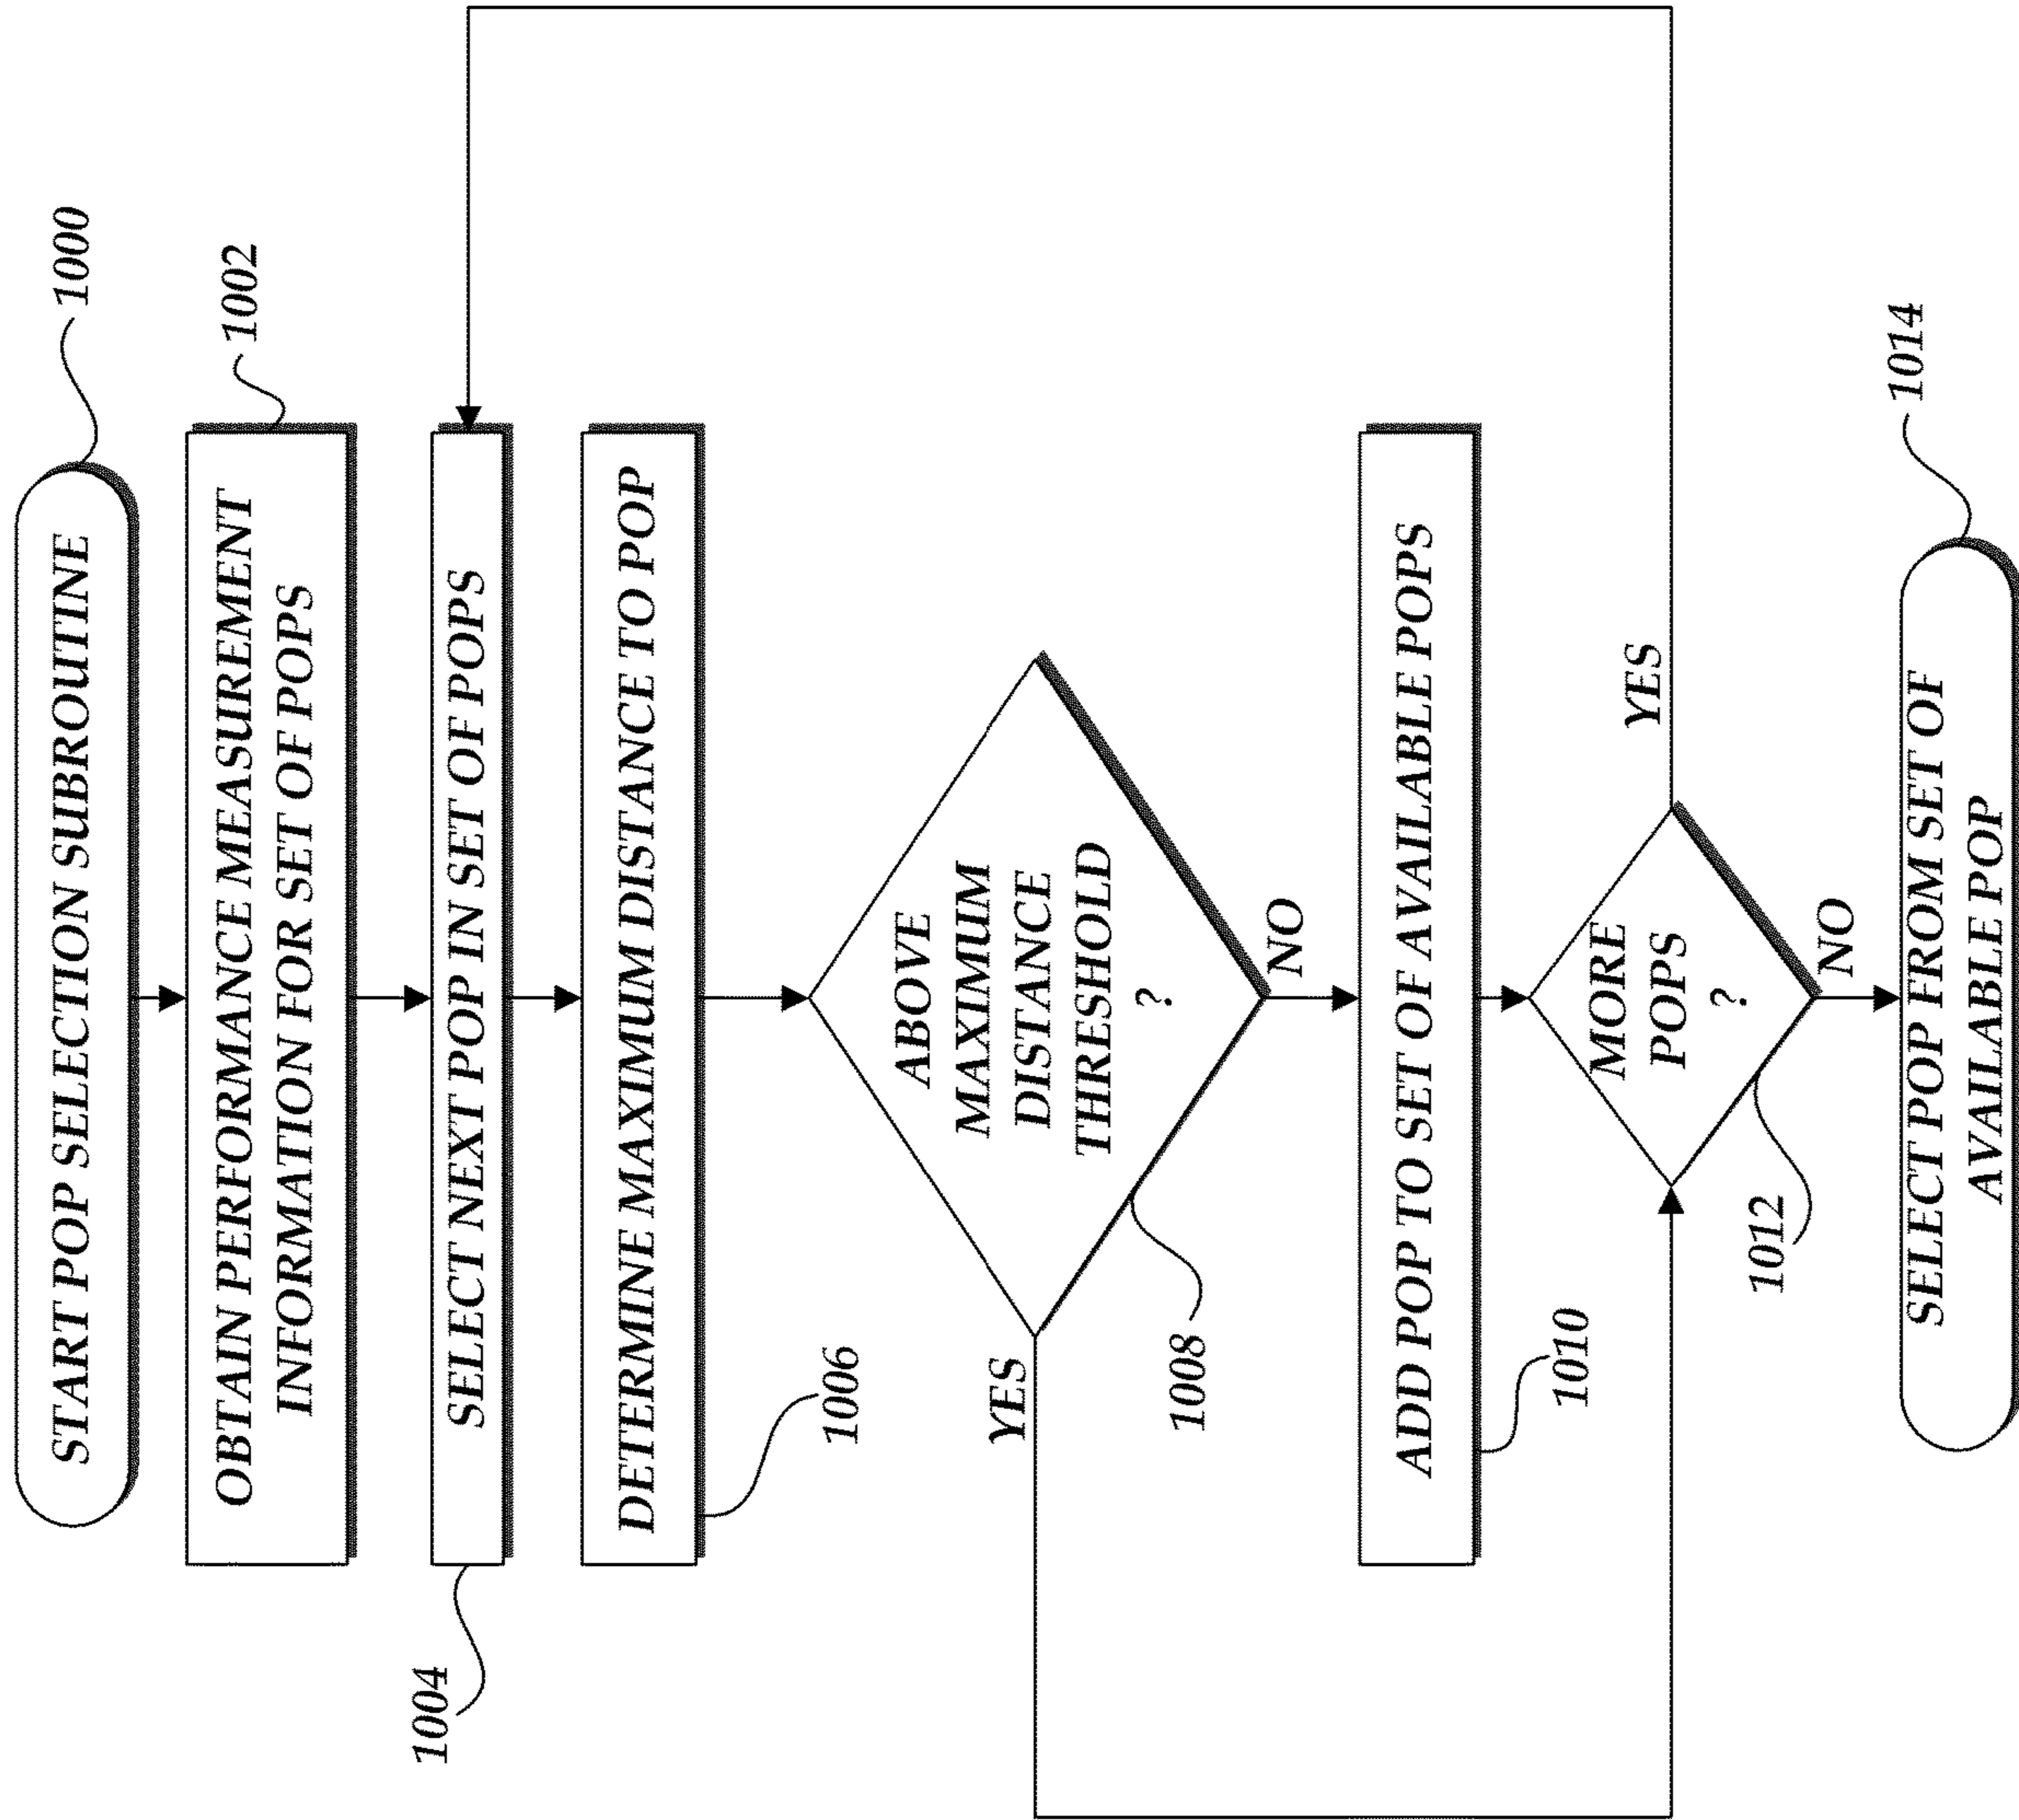 START POP SELECTION SUBROUTINE
1000
OBTAIN PERFORMANCE MEASUREMENT
INFORMATION FOR SET OF POPS
1002
SELECT NEXT POP IN SET OF POPS
1004
DETERMINE MAXIMUM DISTANCE TO POP
1006
ABOVE
MAXIMUM
DISTANCE
THRESHOLD
?
YES
1008
NO
ADD POP TO SET OF AVAILABLE POPS
1010
MORE
POPS
?
YES
1012
NO
SELECT POP FROM SET OF
AVAILABLE POP
1014